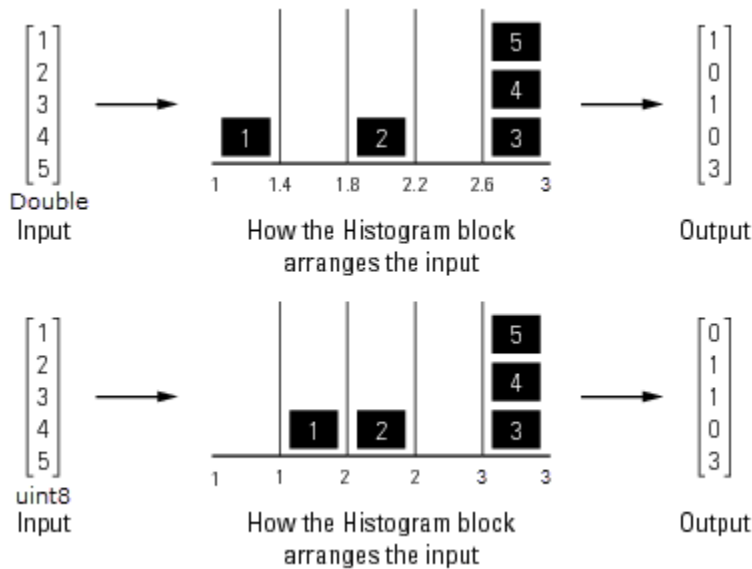 1
2
3
4
5
Double
Input
5
4
1 2 3
1 1.4 1.8 2.2 2.6 3
How the Histogram block
arranges the input
1
0
1
0
3
Output
1
2
3
4
5
uint8
Input
5
4
1 2 3
1 1 2 2 3 3
How the Histogram block
arranges the input
0
1
1
0
3
Output